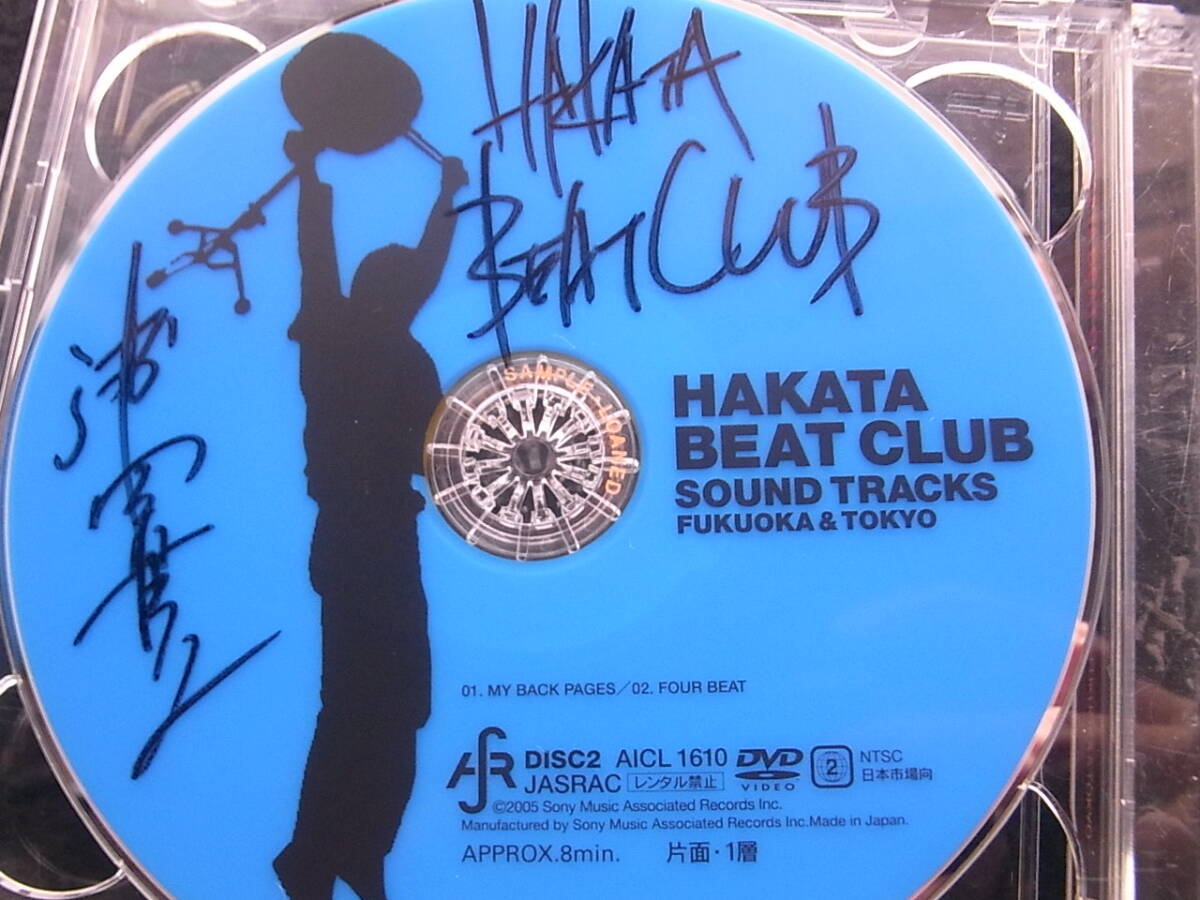 HAKATA
BEAT CLUB
SAMPLE・LOANED
HAKATA
BEAT CLUB
SOUND TRACKS
FUKUOKA & TOKYO
01. MY BACK PAGES／02. FOUR BEAT
DISC2 AICL 1610
JASRAC レンタル禁止
DVD
VIDEO
2
NTSC
日本市場向
©2005 Sony Music Associated Records Inc.
Manufactured by Sony Music Associated Records Inc.Made in Japan.
APPROX.8min. 片面・1層